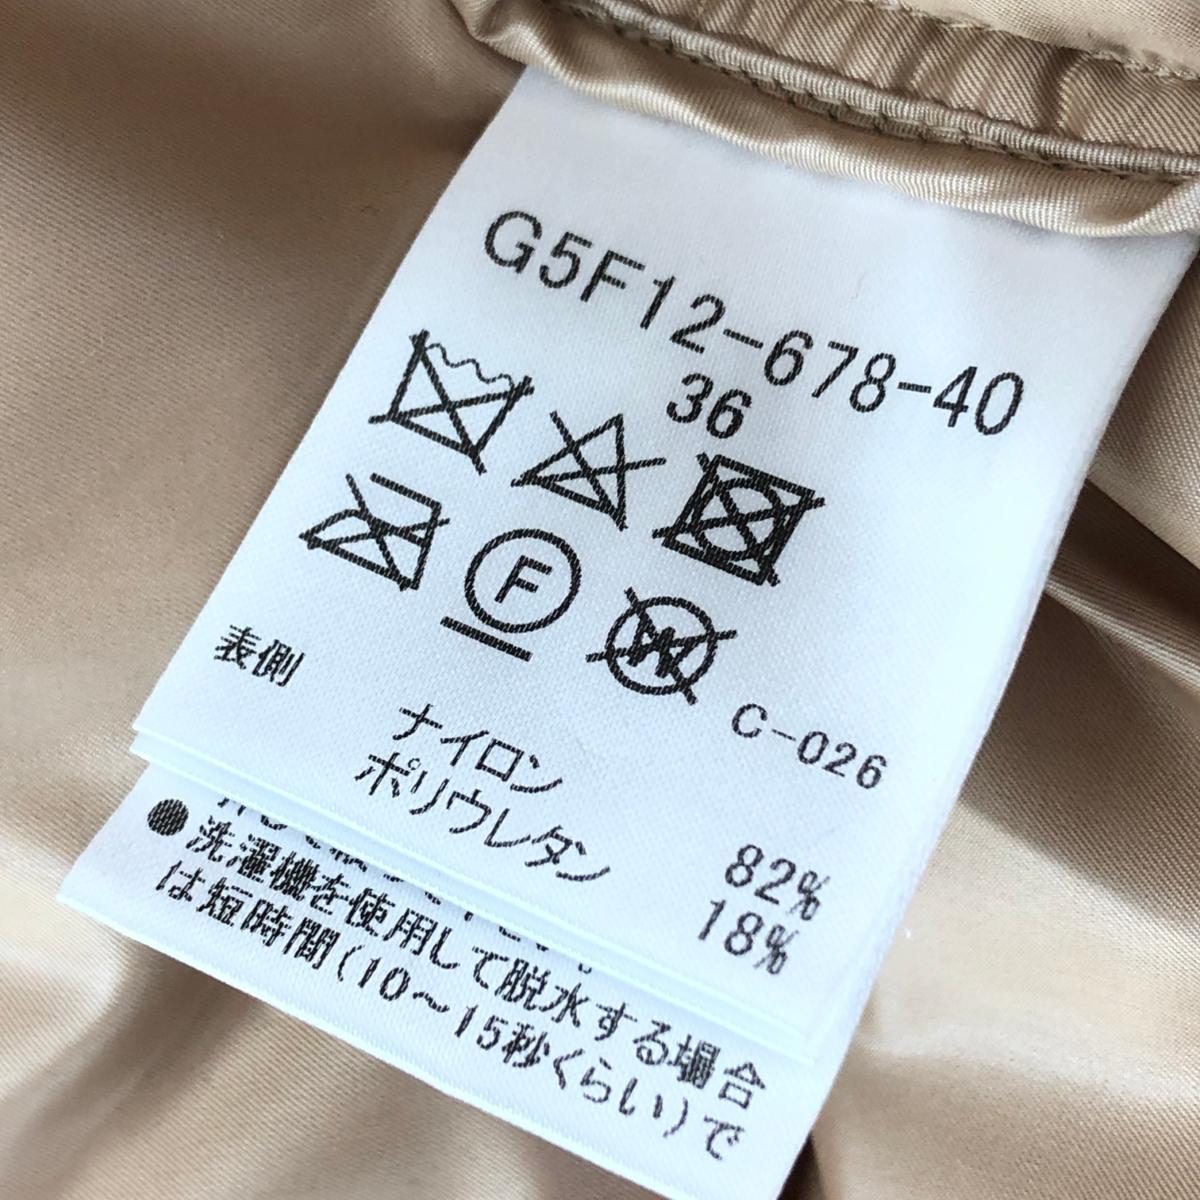 G5F12-678-40
36
F
W
C-026
表側
ナイロン 82%
ポリウレタン 18%
●洗濯機を使用して脱水する場合
は短時間(10〜15秒くらい)で